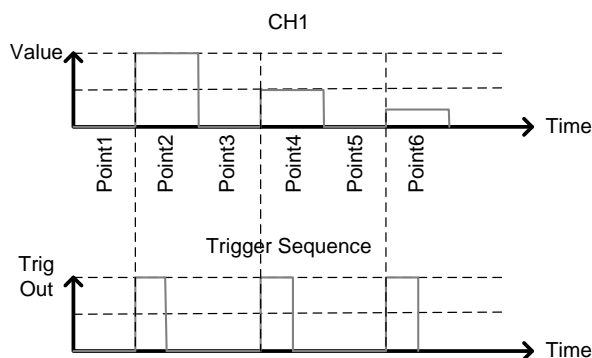 CH1
Value
Time
Point1
Point2
Point3
Point4
Point5
Point6
Trigger Sequence
Trig
Out
Time